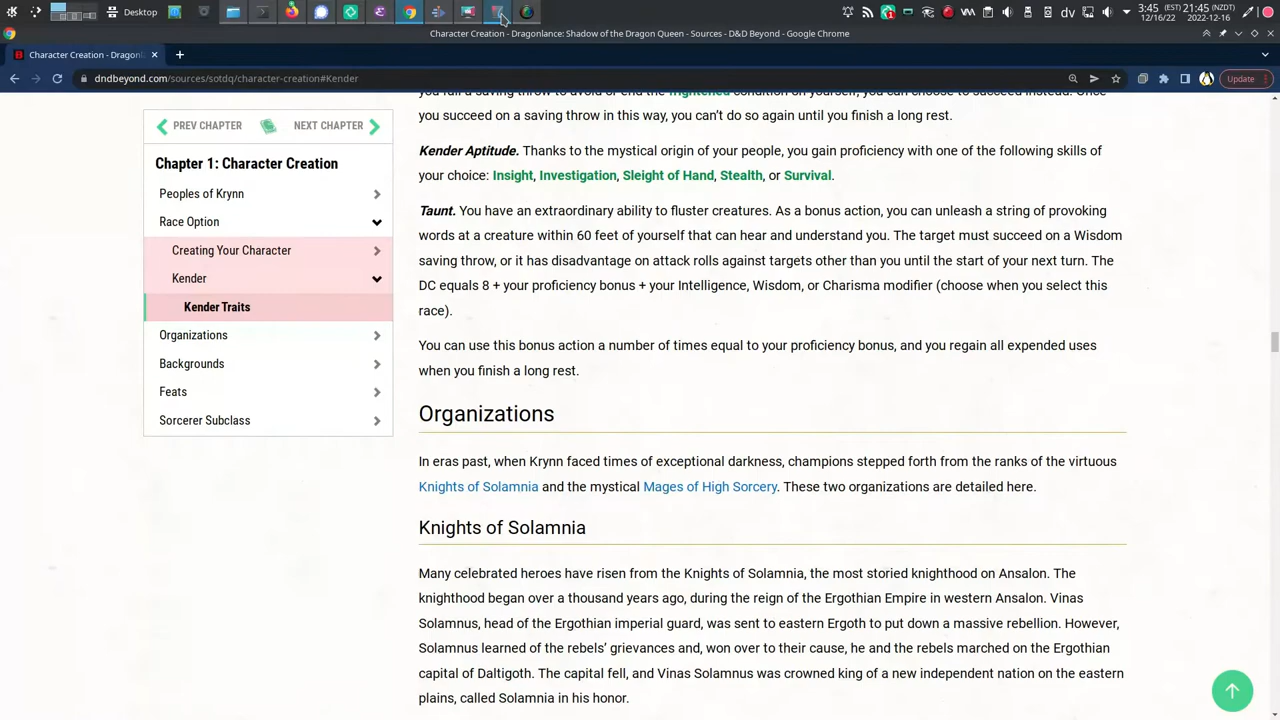 Desktop
3:45 (EST) 21:45 (NZDT)
12/16/22 2022-12-16
dv
Character Creation - Dragonlance: Shadow of the Dragon Queen - Sources - D&D Beyond - Google Chrome
Character Creation - Dragonl
dndbeyond.com/sources/sotdq/character-creation#Kender
Update
PREV CHAPTER NEXT CHAPTER
Chapter 1: Character Creation
Peoples of Krynn
Race Option
Creating Your Character
Kender
Kender Traits
Organizations
Backgrounds
Feats
Sorcerer Subclass
you fail a saving throw to avoid or end the frightened condition on yourself, you can choose to succeed instead. Once
you succeed on a saving throw in this way, you can’t do so again until you finish a long rest.
Kender Aptitude. Thanks to the mystical origin of your people, you gain proficiency with one of the following skills of
your choice: Insight, Investigation, Sleight of Hand, Stealth, or Survival.
Taunt. You have an extraordinary ability to fluster creatures. As a bonus action, you can unleash a string of provoking
words at a creature within 60 feet of yourself that can hear and understand you. The target must succeed on a Wisdom
saving throw, or it has disadvantage on attack rolls against targets other than you until the start of your next turn. The
DC equals 8 + your proficiency bonus + your Intelligence, Wisdom, or Charisma modifier (choose when you select this
race).
You can use this bonus action a number of times equal to your proficiency bonus, and you regain all expended uses
when you finish a long rest.
Organizations
In eras past, when Krynn faced times of exceptional darkness, champions stepped forth from the ranks of the virtuous
Knights of Solamnia and the mystical Mages of High Sorcery. These two organizations are detailed here.
Knights of Solamnia
Many celebrated heroes have risen from the Knights of Solamnia, the most storied knighthood on Ansalon. The
knighthood began over a thousand years ago, during the reign of the Ergothian Empire in western Ansalon. Vinas
Solamnus, head of the Ergothian imperial guard, was sent to eastern Ergoth to put down a massive rebellion. However,
Solamnus learned of the rebels’ grievances and, won over to their cause, he and the rebels marched on the Ergothian
capital of Daltigoth. The capital fell, and Vinas Solamnus was crowned king of a new independent nation on the eastern
plains, called Solamnia in his honor.